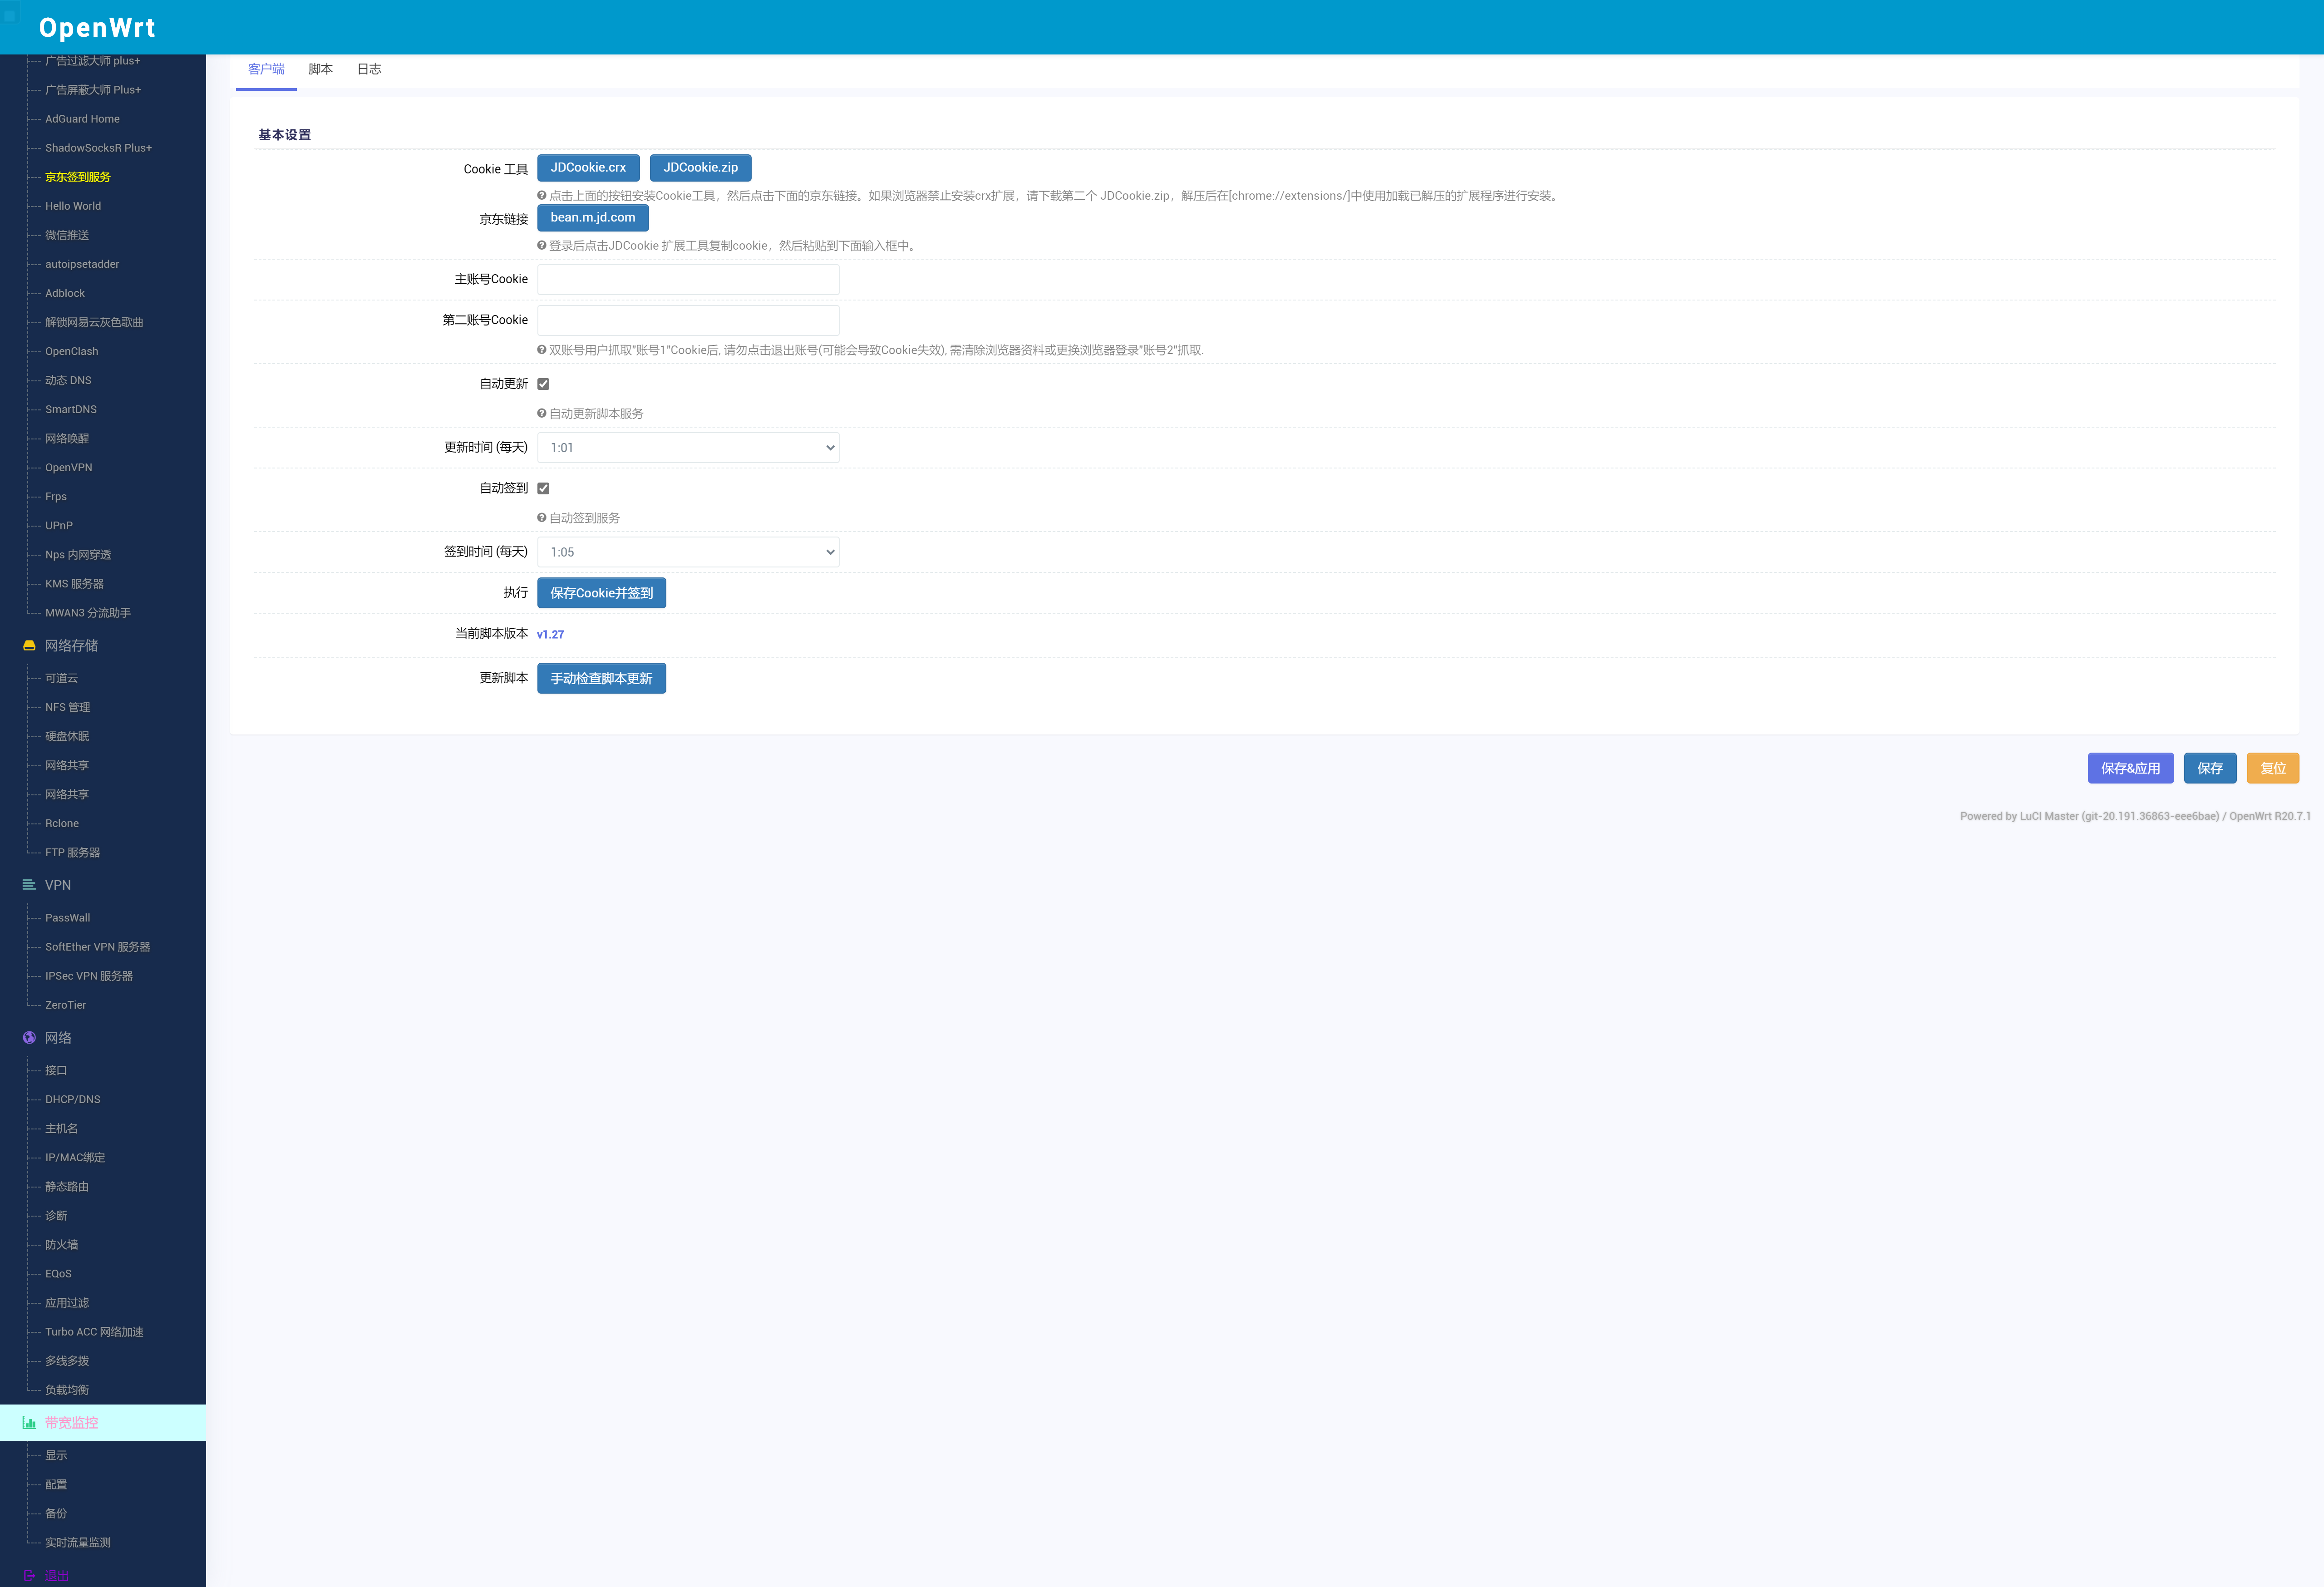 OpenWrt
广告过滤大师 plus+
广告屏蔽大师 Plus+
AdGuard Home
ShadowSocksR Plus+
京东签到服务
Hello World
微信推送
autoipsetadder
Adblock
解锁网易云灰色歌曲
OpenClash
动态 DNS
SmartDNS
网络唤醒
OpenVPN
Frps
UPnP
Nps 内网穿透
KMS 服务器
MWAN3 分流助手
网络存储
可道云
NFS 管理
硬盘休眠
网络共享
网络共享
Rclone
FTP 服务器
VPN
PassWall
SoftEther VPN 服务器
IPSec VPN 服务器
ZeroTier
网络
接口
DHCP/DNS
主机名
IP/MAC绑定
静态路由
诊断
防火墙
EQoS
应用过滤
Turbo ACC 网络加速
多线多拨
负载均衡
带宽监控
显示
配置
备份
实时流量监测
退出
客户端 脚本 日志
基本设置
Cookie 工具 JDCookie.crx JDCookie.zip
点击上面的按钮安装Cookie工具，然后点击下面的京东链接。如果浏览器禁止安装crx扩展，请下载第二个 JDCookie.zip，解压后在[chrome://extensions/]中使用加载已解压的扩展程序进行安装。
京东链接 bean.m.jd.com
登录后点击JDCookie 扩展工具复制cookie，然后粘贴到下面输入框中。
主账号Cookie
第二账号Cookie
双账号用户抓取"账号1"Cookie后, 请勿点击退出账号(可能会导致Cookie失效), 需清除浏览器资料或更换浏览器登录"账号2"抓取.
自动更新
自动更新脚本服务
更新时间 (每天) 1:01
自动签到
自动签到服务
签到时间 (每天) 1:05
执行 保存Cookie并签到
当前脚本版本 v1.27
更新脚本 手动检查脚本更新
保存&应用 保存 复位
Powered by LuCI Master (git-20.191.36863-eee6bae) / OpenWrt R20.7.1